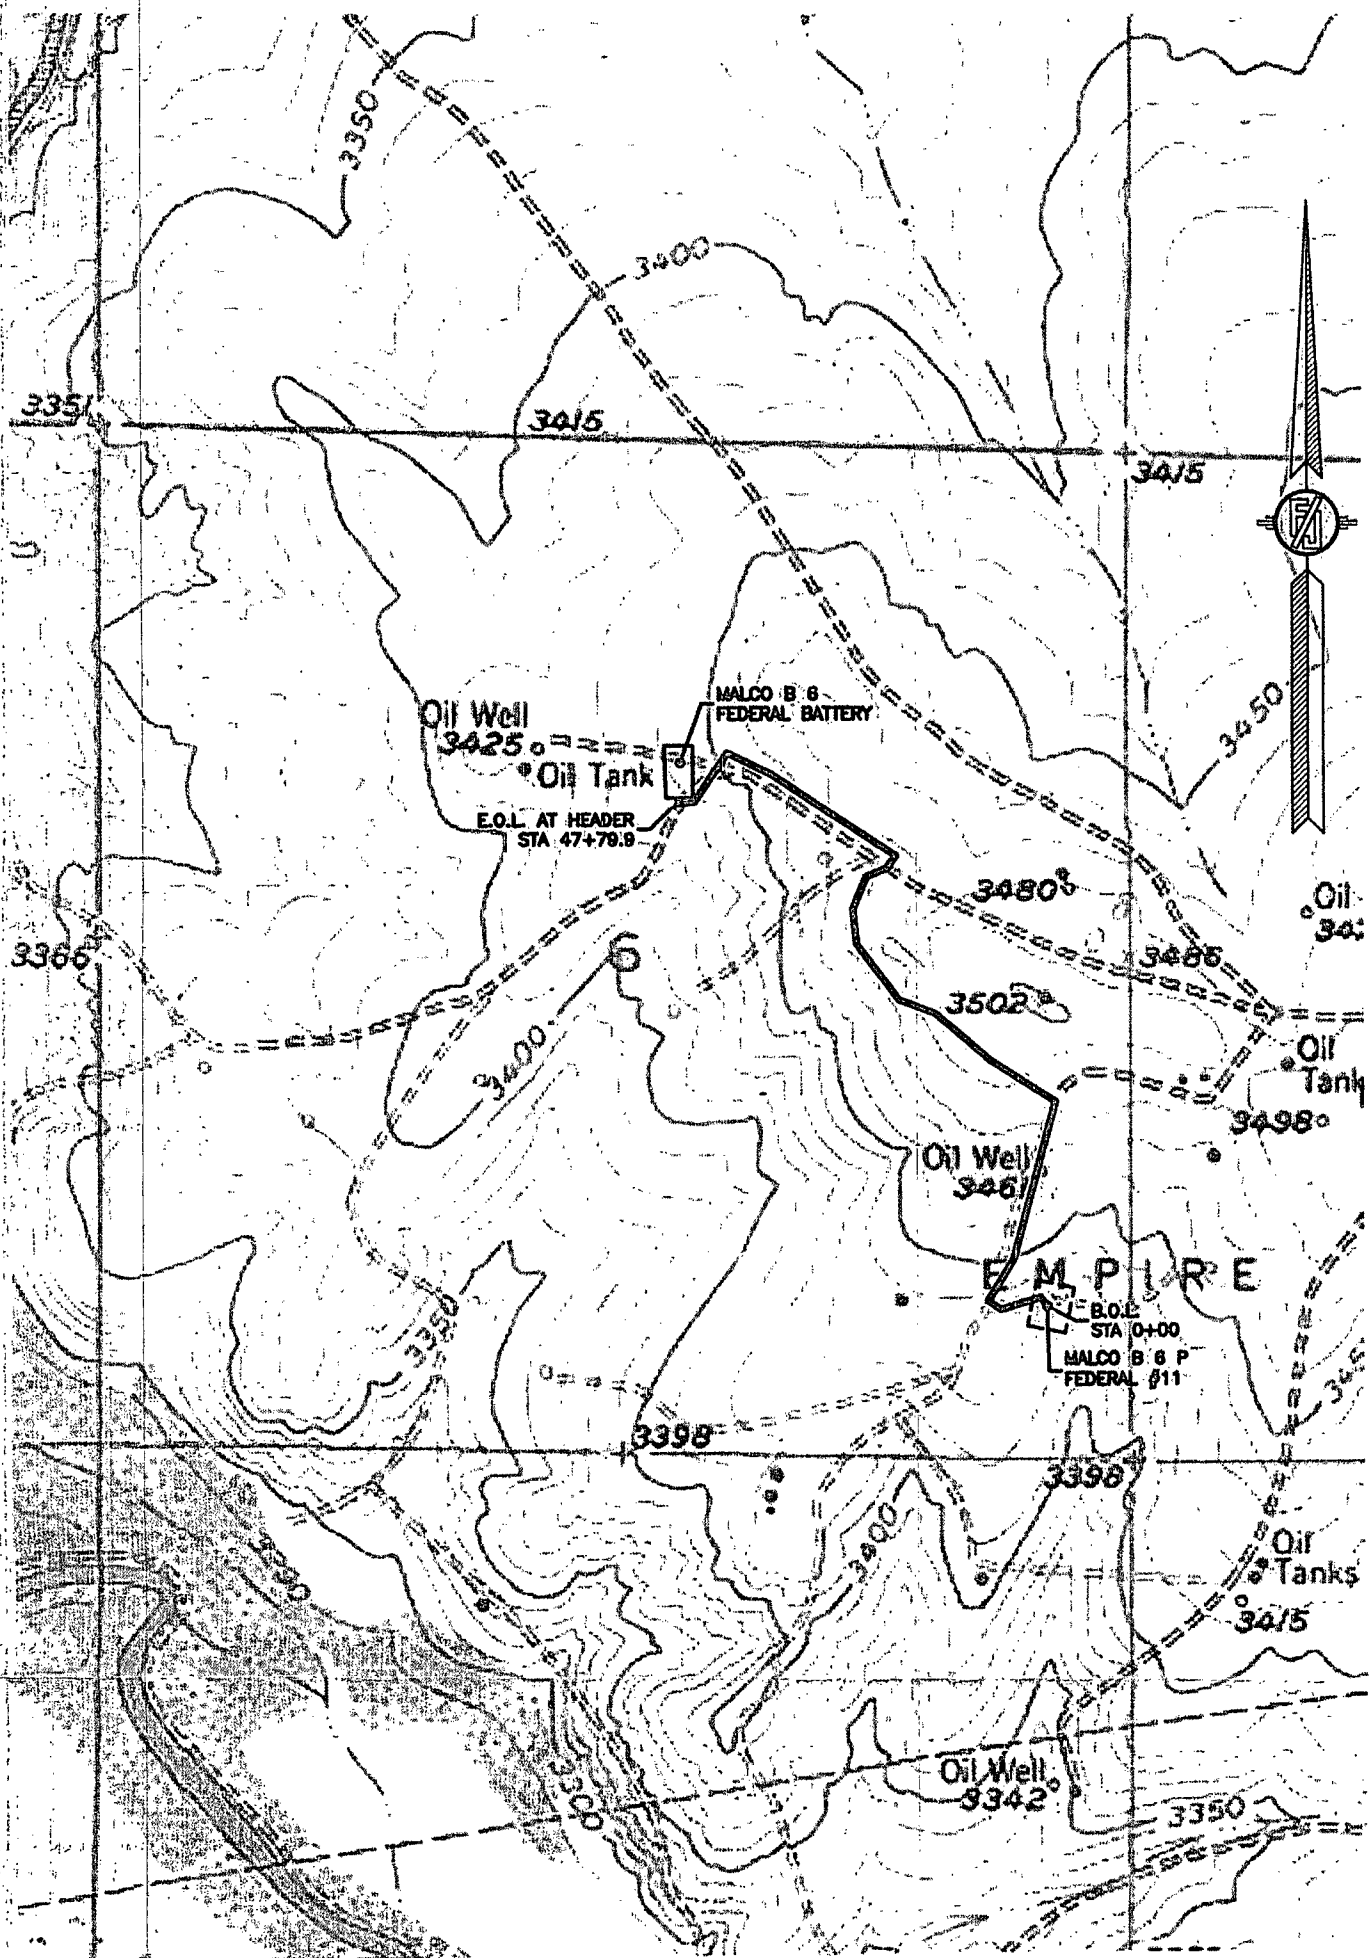 3350
3400
3351
3415
3415
3450
MALCO B 6
FEDERAL BATTERY
Oil Well
3425
Oil Tank
E.O.L. AT HEADER
STA 47+79.9
3480
Oil
3366
6
3486
3502
3400
Oil
Tank
3498
Oil Well
3461
EMPIRE
B.O.L.
STA 0+00
MALCO B 6 P
FEDERAL #11
3350
3398
3398
3400
Oil
Tanks
3415
3300
Oil Well
3342
3350